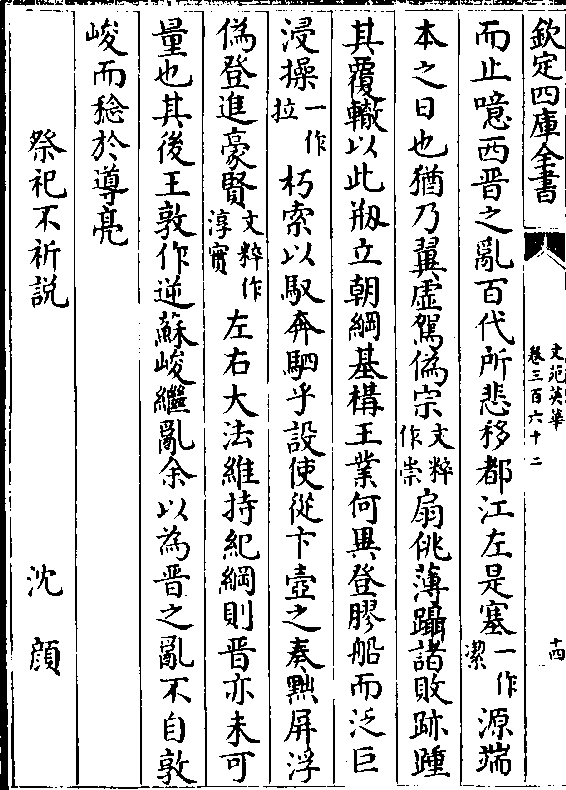 欽定四庫全書
文苑英華
卷三百六十二
十四
而止噫西晉之亂百代所悲移都江左是塞一作潔源端
本之日也猶乃翼虛駕偽宗文粹作崇扇佻薄躡諸敗跡踵
其覆轍以此刱立朝綱基構王業何異登膠船而泛巨
浸操一作拉朽索以馭奔駟乎設使從卞壼之奏黜屏浮
偽登進豪賢文粹作淳實左右大法維持紀綱則晉亦未可
量也其後王敦作逆蘇峻繼亂余以為晉之亂不自敦
峻而稔於導亮
祭祀不祈説
沈顏